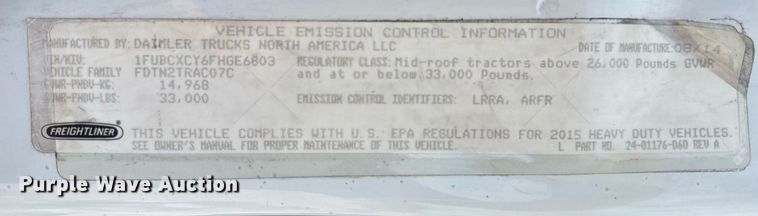 VEHICLE EMISSION CONTROL INFORMATION
MANUFACTURED BY: DAIMLER TRUCKS NORTH AMERICA LLC DATE OF MANUFACTURE: 08/14
VIN/NIV: 1FUBCXCY6FHGE6803 REGULATORY CLASS: Mid-roof tractors above 26,000 Pounds GVWR
VEHICLE FAMILY FDTN2TRAC07C and at or below 33,000 Pounds.
GVWR-PNBV-KG: 14,968
GVWR-PNBV-LBS: 33,000 EMISSION CONTROL IDENTIFIERS: LRRA, ARFR
FREIGHTLINER THIS VEHICLE COMPLIES WITH U.S. EPA REGULATIONS FOR 2015 HEAVY DUTY VEHICLES.
SEE OWNER'S MANUAL FOR PROPER MAINTENANCE OF THIS VEHICLE. L PART NO. 24-01176-060 REV A
Purple Wave Auction